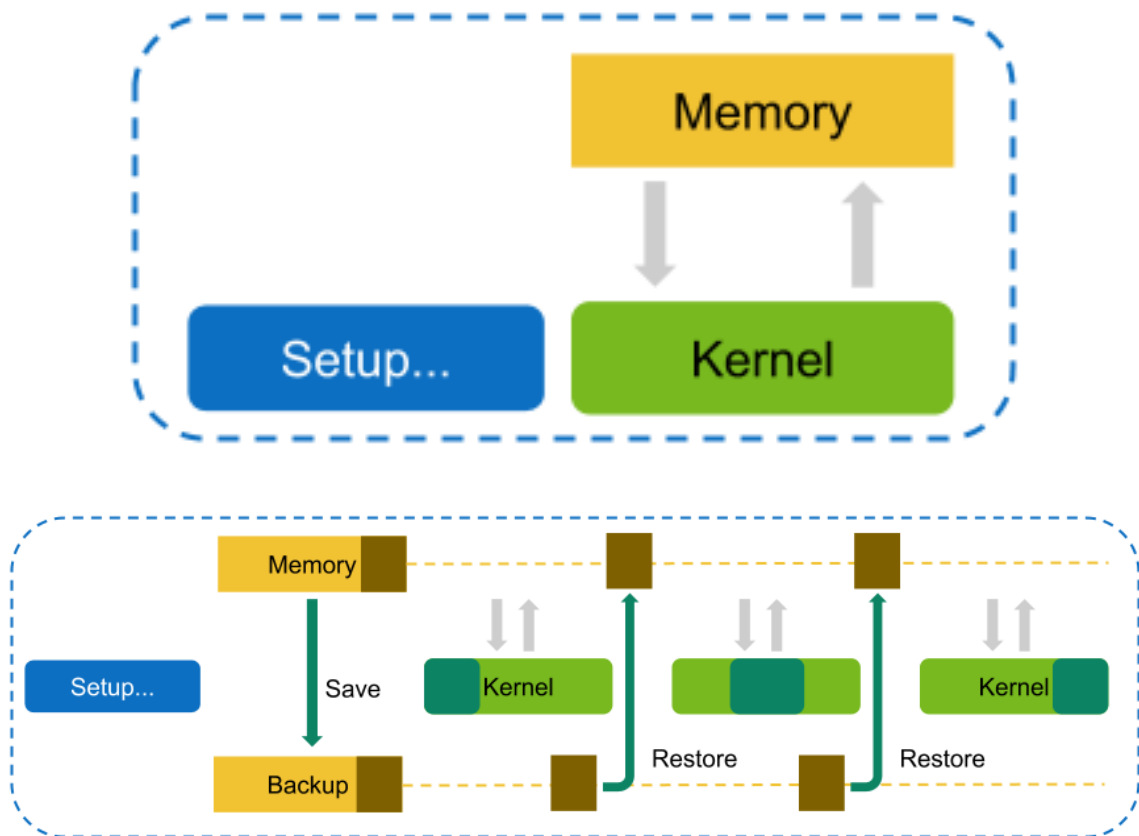 Memory
Setup...
Kernel
Memory
Setup...
Save
Kernel
Kernel
Restore
Restore
Backup